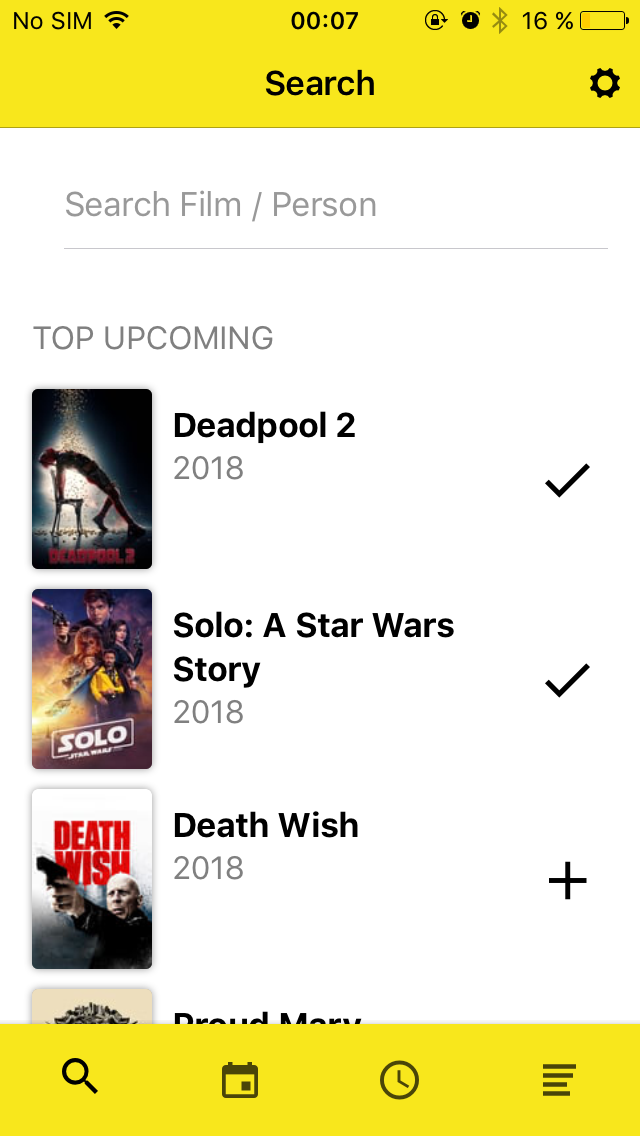 No SIM 00:07 16 %
Search
Search Film / Person
TOP UPCOMING
Deadpool 2
2018
DEADPOOL 2
Solo: A Star Wars
Story
2018
SOLO
STAR WARS
Death Wish
2018
DEATH
WISH
Proud Mary